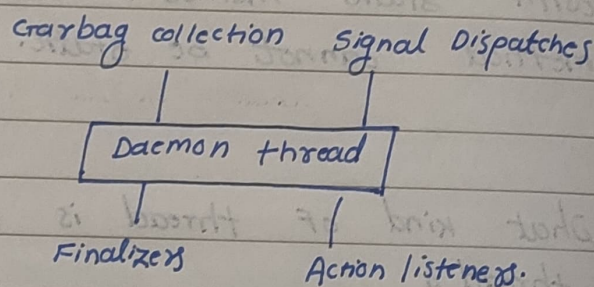 Garbag collection Signal Dispatches
Daemon thread
Finalizers
Action listeners.